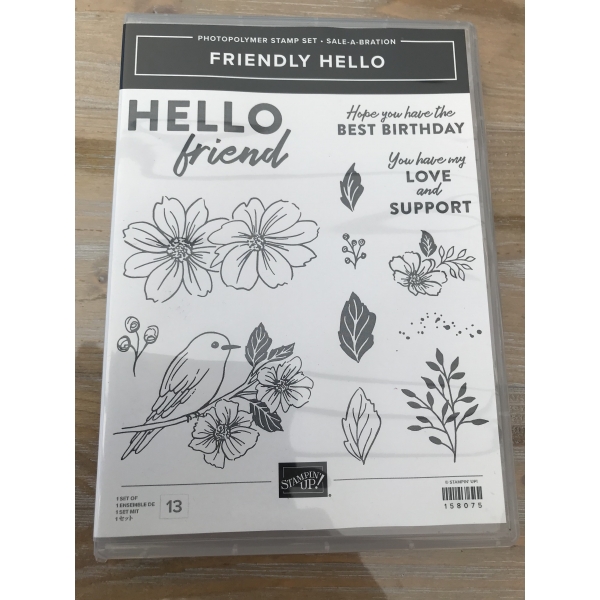 PHOTOPOLYMER STAMP SET • SALE-A-BRATION
FRIENDLY HELLO
HELLO
friend
Hope you have the
BEST BIRTHDAY
You have my
LOVE
and
SUPPORT
STAMPIN'
UP!®
1 SET OF
1 ENSEMBLE DE
1 SET MIT
1 セット
13
© STAMPIN' UP!
158075